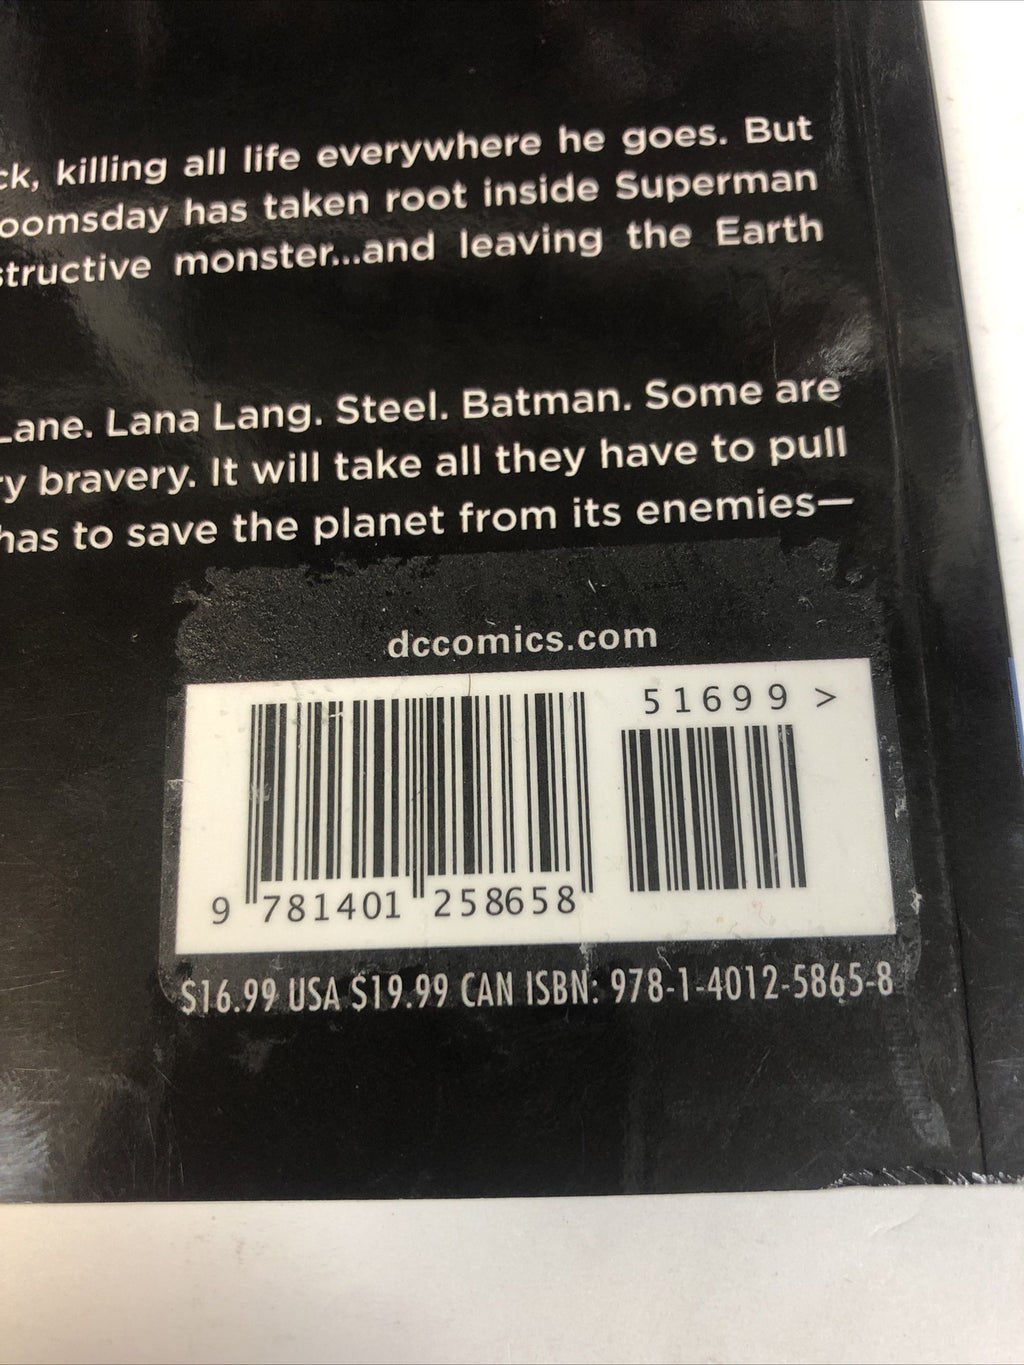 ck, killing all life everywhere he goes. But
oomsday has taken root inside Superman
structive monster...and leaving the Earth
Lane. Lana Lang. Steel. Batman. Some are
ry bravery. It will take all they have to pull
has to save the planet from its enemies—
dccomics.com
51699 >
9 781401 258658
$16.99 USA $19.99 CAN ISBN: 978-1-4012-5865-8